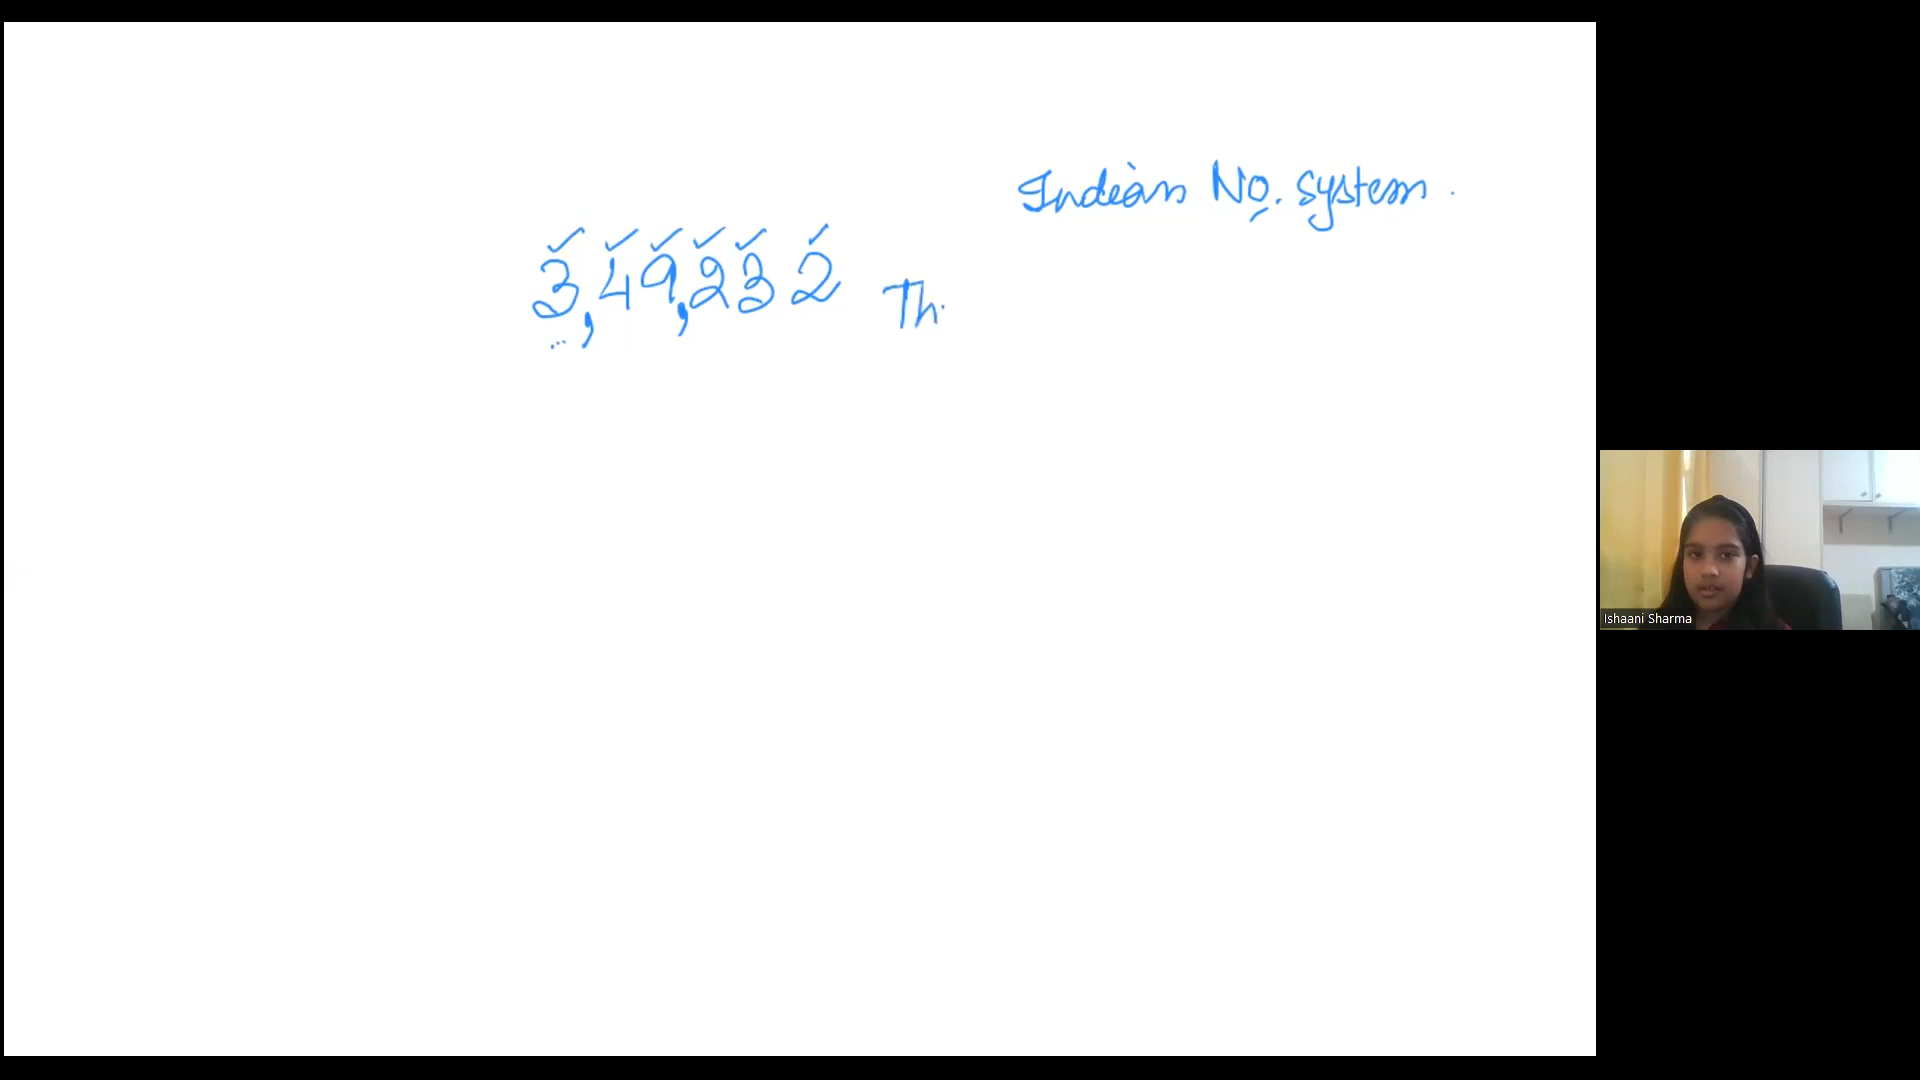 Indian No. system.
3,49,232 Th.
Ishaani Sharma